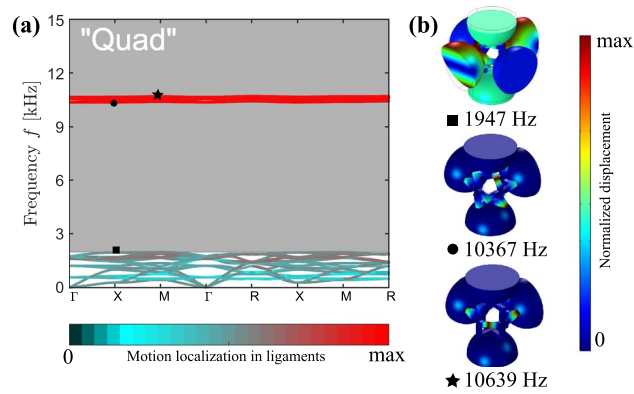 (a)
"Quad"
15
12
9
6
3
0
Frequency f [kHz]
Γ X M Γ R X M R
0 Motion localization in ligaments max
(b)
■ 1947 Hz
● 10367 Hz
★ 10639 Hz
max
Normalized displacement
0